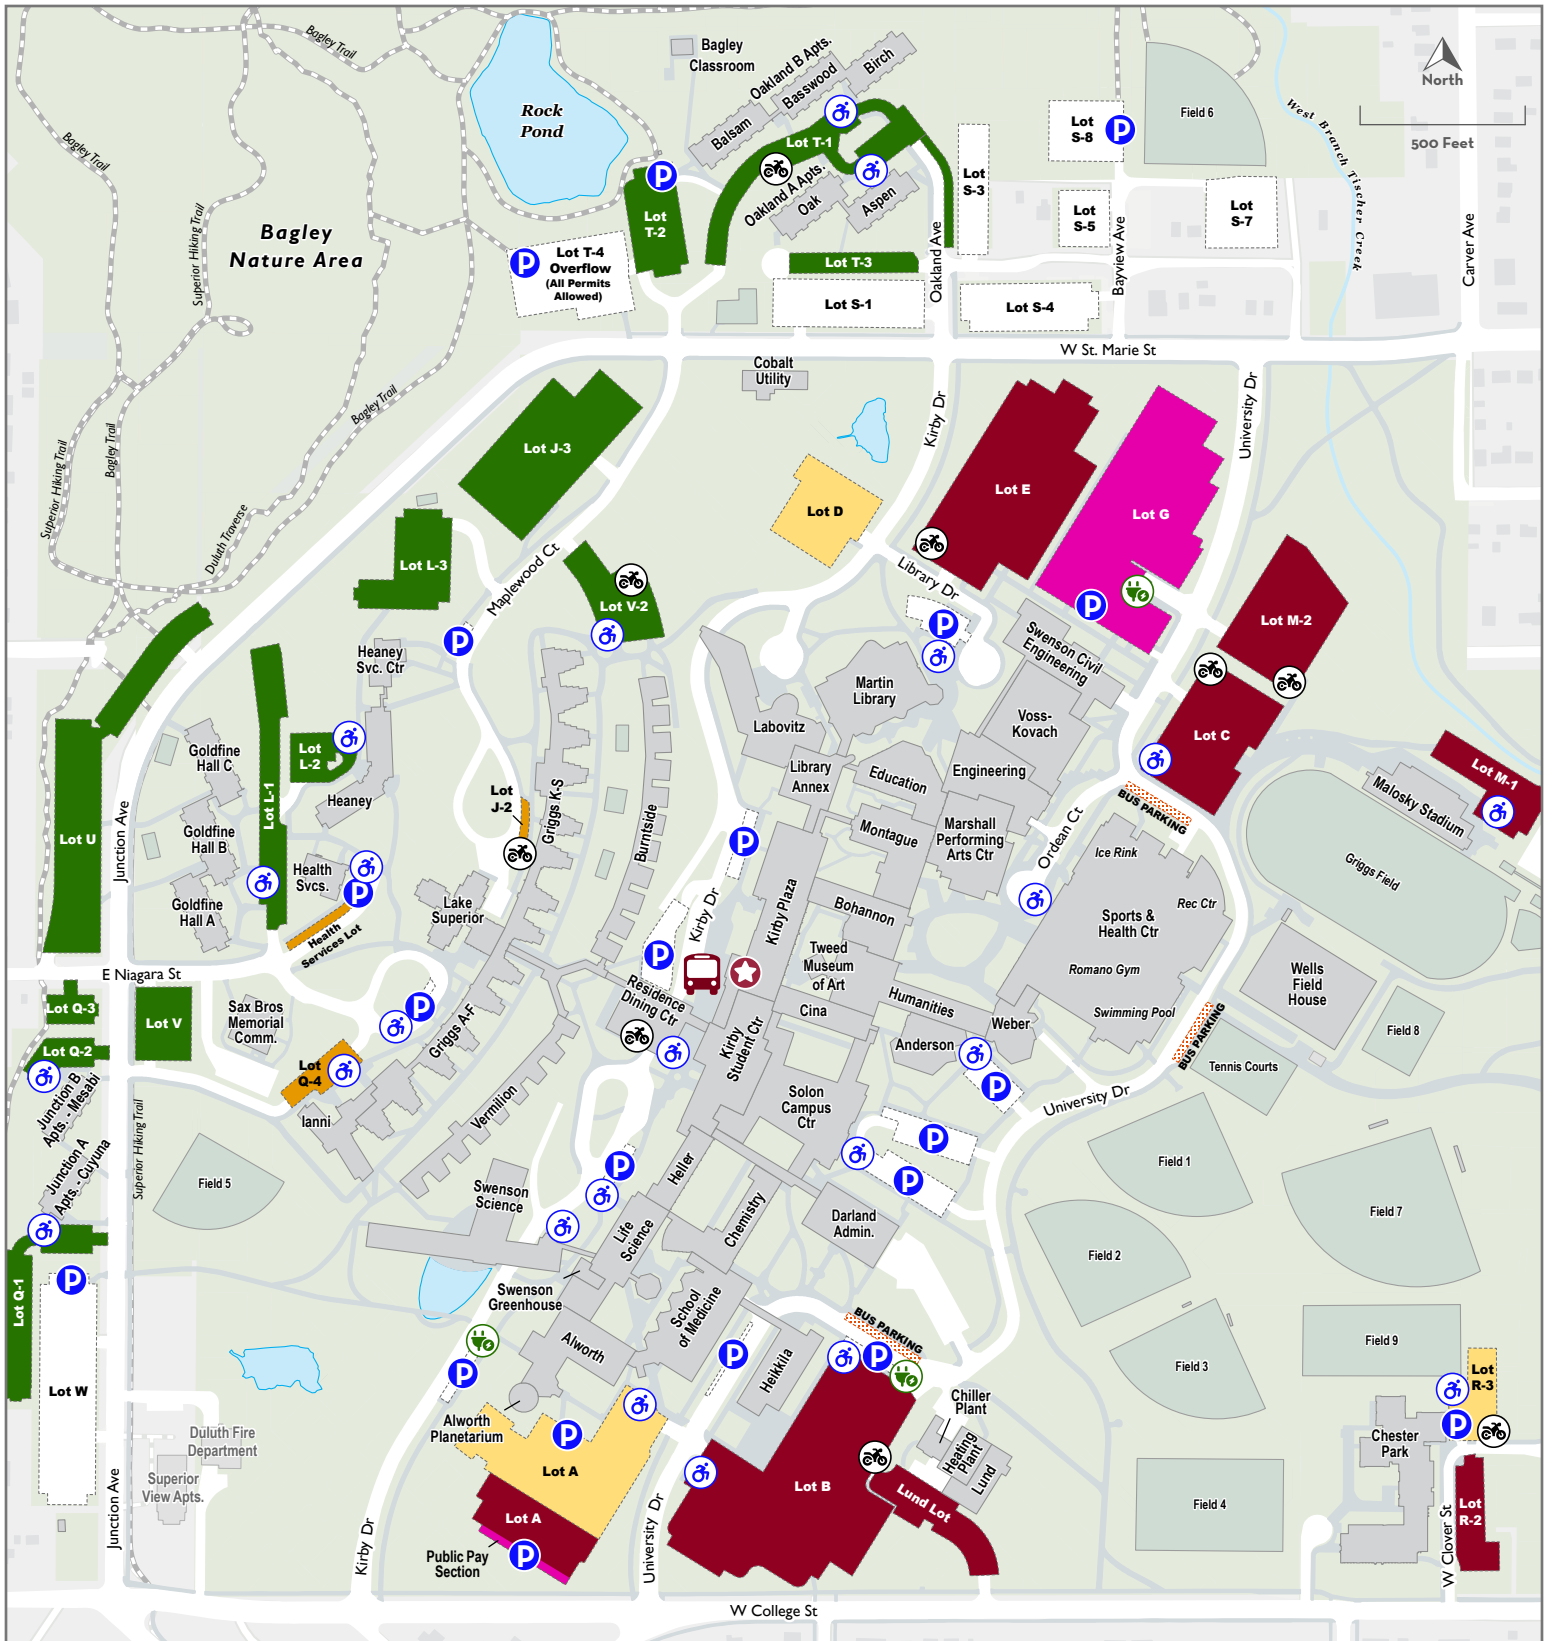 Bagley Trail
Rock
Pond
Bagley
Classroom
Oakland B Apts.
Basswood
Birch
Balsam
P
Lot T-1
Oakland A Apts.
Oak
Aspen
Lot
S-3
Lot
S-8
P
Field 6
West Branch Tischer Creek
North
500 Feet
Bagley Trail
Superior Hiking Trail
Bagley
Nature Area
Lot
T-2
P
Lot T-4
Overflow
(All Permits
Allowed)
Lot T-3
Lot S-1
Oakland Ave
Lot
S-5
Bayview Ave
Lot
S-7
Carver Ave
Lot S-4
W St. Marie St
Cobalt
Utility
Superior Hiking Trail
Bagley Trail
Bagley Trail
Duluth Traverse
Lot J-3
Kirby Dr
Lot D
Lot E
Lot G
University Dr
Lot L-3
Maplewood Ct
Lot V-2
Library Dr
P
P
P
Lot M-2
Heaney
Svc. Ctr
Swenson Civil
Engineering
Martin
Library
Labovitz
Voss-
Kovach
Lot C
Lot M-1
Malosky Stadium
Goldfine
Hall C
Lot
L-2
Lot L-1
Heaney
Lot
J-2
Griggs K-S
Burntside
Library
Annex
Education
Engineering
BUS PARKING
Montague
Marshall
Performing
Arts Ctr
Ordean Ct
Ice Rink
Griggs Field
Lot U
Junction Ave
Goldfine
Hall B
Goldfine
Hall A
Health
Svcs.
P
Health
Services Lot
Lake
Superior
P
Kirby Dr
Kirby Plaza
Bohannon
Rec Ctr
Sports &
Health Ctr
Romano Gym
Swimming Pool
P
Tweed
Museum
of Art
Wells
Field
House
E Niagara St
Lot Q-3
Lot V
Sax Bros
Memorial
Comm.
P
Griggs A-F
Residence
Dining Ctr
Kirby
Student Ctr
Cina
Humanities
Weber
Anderson
P
BUS PARKING
Field 8
Tennis Courts
Lot Q-2
Lot
Q-4
Junction B
Apts. - Mesabi
Ianni
Vermilion
Solon
Campus
Ctr
University Dr
Junction A
Apts. - Cuyuna
Superior Hiking Trail
Field 5
P
P
P
Field 1
Swenson
Science
Heller
Life
Science
Chemistry
Darland
Admin.
Field 7
Field 2
Lot Q-1
P
Swenson
Greenhouse
School
of Medicine
BUS PARKING
Field 9
Field 3
P
Alworth
P
Heikkila
P
Lot W
Alworth
Planetarium
P
Chiller
Plant
Heating
Plant
Lund
Lot
R-3
P
Chester
Park
Duluth Fire
Department
Superior
View Apts.
Lot A
Lot B
Lund Lot
Field 4
Lot
R-2
Lot A
Public Pay
Section
P
Junction Ave
Kirby Dr
University Dr
W Clover St
W College St